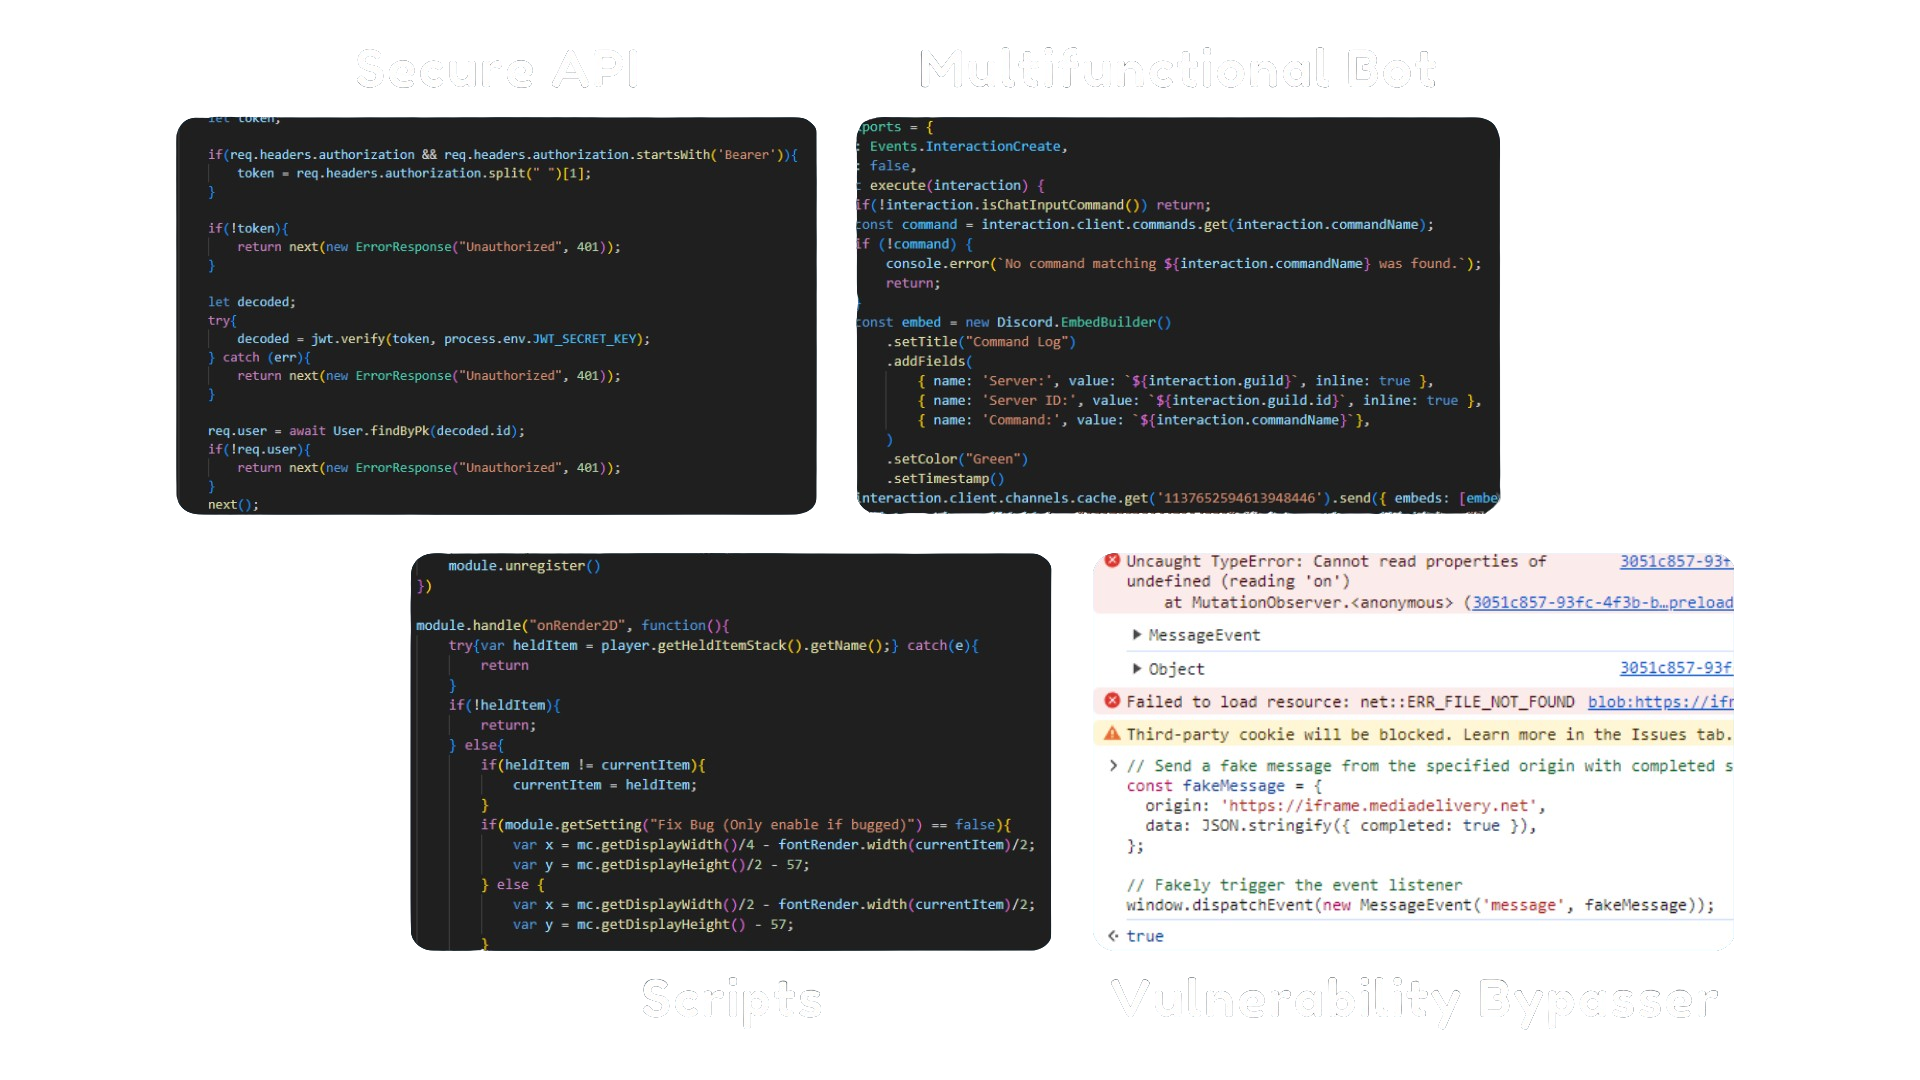 Secure API
Multifunctional Bot
let token;
if(req.headers.authorization && req.headers.authorization.startsWith('Bearer')){
token = req.headers.authorization.split(" ")[1];
}
if(!token){
return next(new ErrorResponse("Unauthorized", 401));
}
let decoded;
try{
decoded = jwt.verify(token, process.env.JWT_SECRET_KEY);
} catch (err){
return next(new ErrorResponse("Unauthorized", 401));
}
req.user = await User.findByPk(decoded.id);
if(!req.user){
return next(new ErrorResponse("Unauthorized", 401));
}
next();
ports = {
: Events.InteractionCreate,
: false,
execute(interaction) {
if(!interaction.isChatInputCommand()) return;
const command = interaction.client.commands.get(interaction.commandName);
if (!command) {
console.error(`No command matching ${interaction.commandName} was found.`);
return;
}
const embed = new Discord.EmbedBuilder()
.setTitle("Command Log")
.addFields(
{ name: 'Server:', value: `${interaction.guild}`, inline: true },
{ name: 'Server ID:', value: `${interaction.guild.id}`, inline: true },
{ name: 'Command:', value: `${interaction.commandName}`},
)
.setColor("Green")
.setTimestamp()
interaction.client.channels.cache.get('1137652594613948446').send({ embeds: [embe
module.unregister()
})
module.handle("onRender2D", function(){
try{var heldItem = player.getHeldItemStack().getName();} catch(e){
return
}
if(!heldItem){
return;
} else{
if(heldItem != currentItem){
currentItem = heldItem;
}
if(module.getSetting("Fix Bug (Only enable if bugged)") == false){
var x = mc.getDisplayWidth()/4 - fontRender.width(currentItem)/2;
var y = mc.getDisplayHeight()/2 - 57;
} else {
var x = mc.getDisplayWidth()/2 - fontRender.width(currentItem)/2;
var y = mc.getDisplayHeight() - 57;
}
Uncaught TypeError: Cannot read properties of 3051c857-93f
undefined (reading 'on')
at MutationObserver.<anonymous> (3051c857-93fc-4f3b-b…preload
MessageEvent
Object 3051c857-93f
Failed to load resource: net::ERR_FILE_NOT_FOUND blob:https://ifr
Third-party cookie will be blocked. Learn more in the Issues tab.
> // Send a fake message from the specified origin with completed s
const fakeMessage = {
origin: 'https://iframe.mediadelivery.net',
data: JSON.stringify({ completed: true }),
};
// Fakely trigger the event listener
window.dispatchEvent(new MessageEvent('message', fakeMessage));
true
Scripts
Vulnerability Bypasser